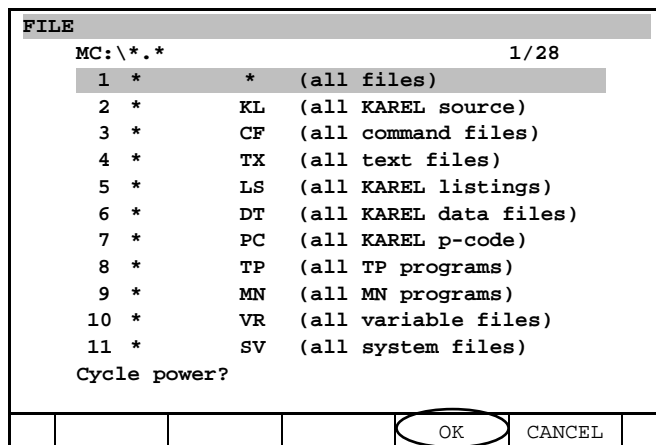 FILE
MC:\*.* 1/28
1 * * (all files)
2 * KL (all KAREL source)
3 * CF (all command files)
4 * TX (all text files)
5 * LS (all KAREL listings)
6 * DT (all KAREL data files)
7 * PC (all KAREL p-code)
8 * TP (all TP programs)
9 * MN (all MN programs)
10 * VR (all variable files)
11 * SV (all system files)
Cycle power?
OK CANCEL